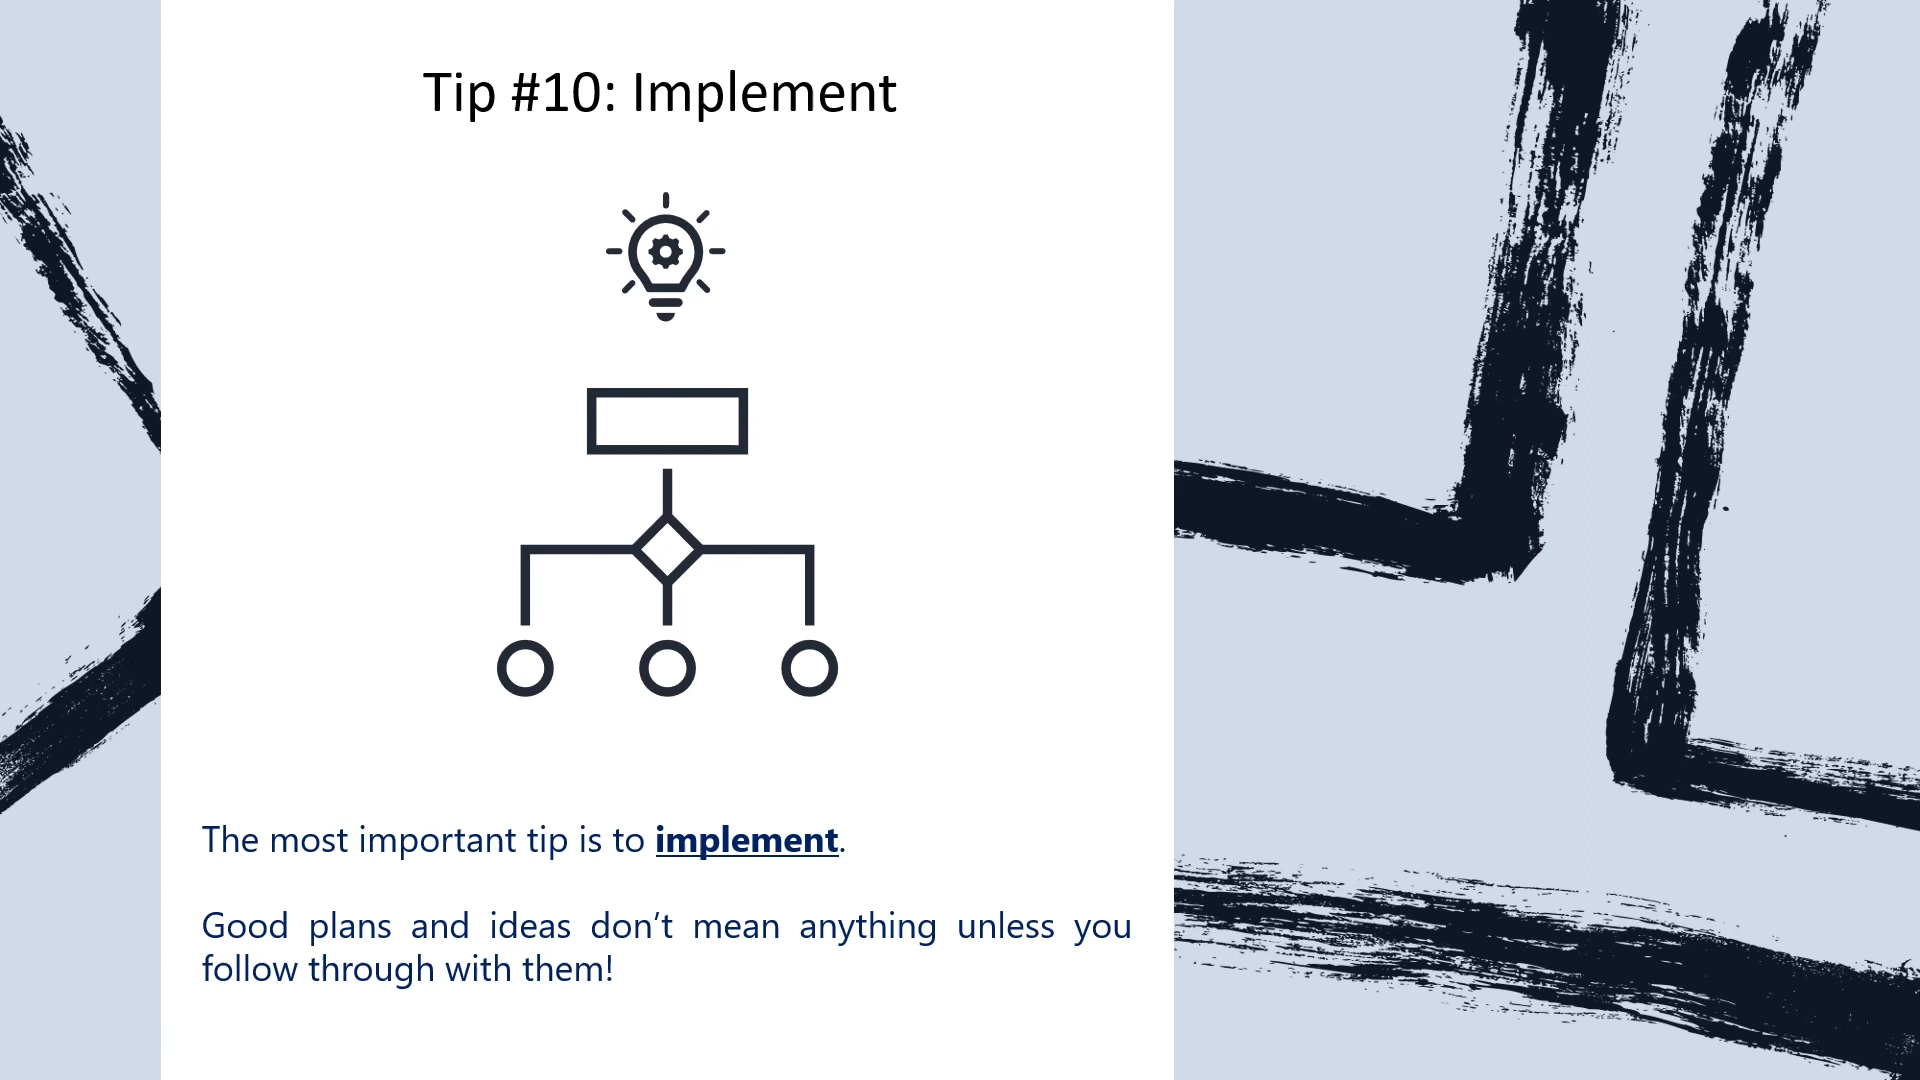 Tip #10: Implement
The most important tip is to implement.
Good plans and ideas don’t mean anything unless you
follow through with them!